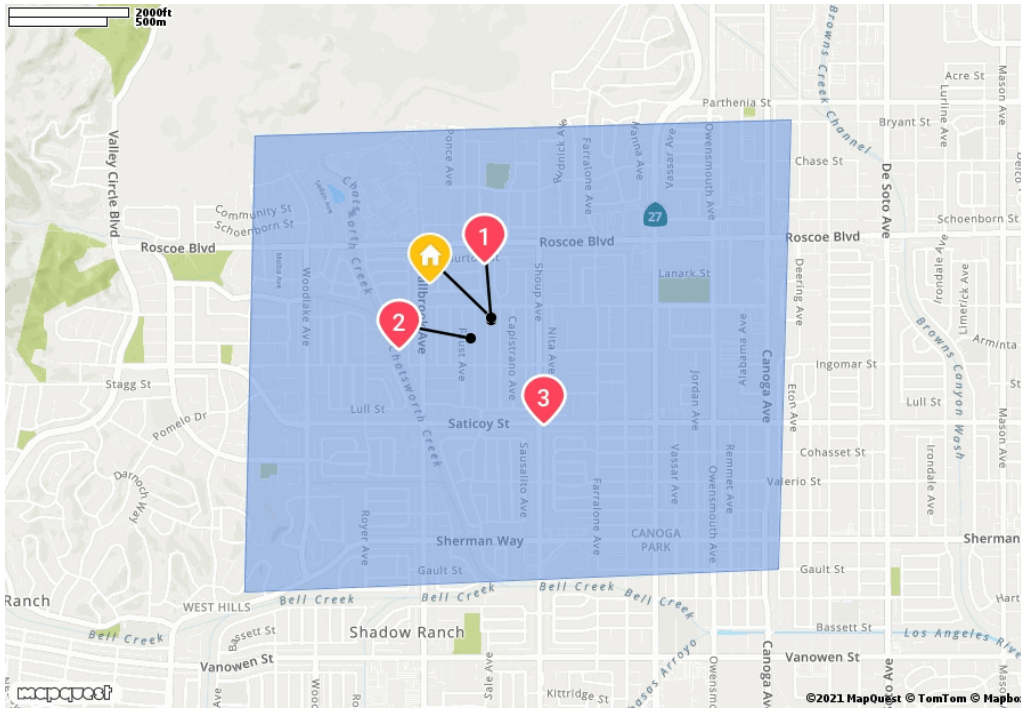 2000ft
500m
Mason Ave
Acre St
Parthenia St
Bryant St
Lurline Ave
Browns Creek Channel
Valley Circle Blvd
Ponce Ave
Farralone Ave
Vassar Ave
Owensmouth Ave
Chase St
De Soto Ave
Community St
Schoenborn St
Schoenborn St
27
1
Roscoe Blvd
Roscoe Blvd
Roscoe Blvd
Chatsworth Creek
Woodlake Ave
Lanark St
Shoup Ave
Deering Ave
Irondale Ave
Limerick Ave
2
Capistrano Ave
Nita Ave
Alabama Ave
Canoga Ave
Arminta
Browns Canyon Wash
Stagg St
Ingomar St
Jordan Ave
Eton Ave
Lull St
Lull St
3
Pomelo Dr
Saticoy St
Chatsworth Creek
Mason Ave
Cohasset St
Darnoch Way
Sausalito Ave
Vassar Ave
Remmet Ave
Owensmouth Ave
Valerio St
Irondale Ave
Farralone Ave
Royer Ave
Sherman Way
CANOGA
PARK
Sherman
Gault St
Gault St
Ranch
WEST HILLS
Bell Creek
Bell Creek
Bell Creek
Bell Creek
Bassett St
Shadow Ranch
Bassett St
Los Angeles River
Vanowen St
Vanowen St
Sale Ave
Kittridge St
Canoga Ave
mapquest
©2021 MapQuest © TomTom © Mapbox